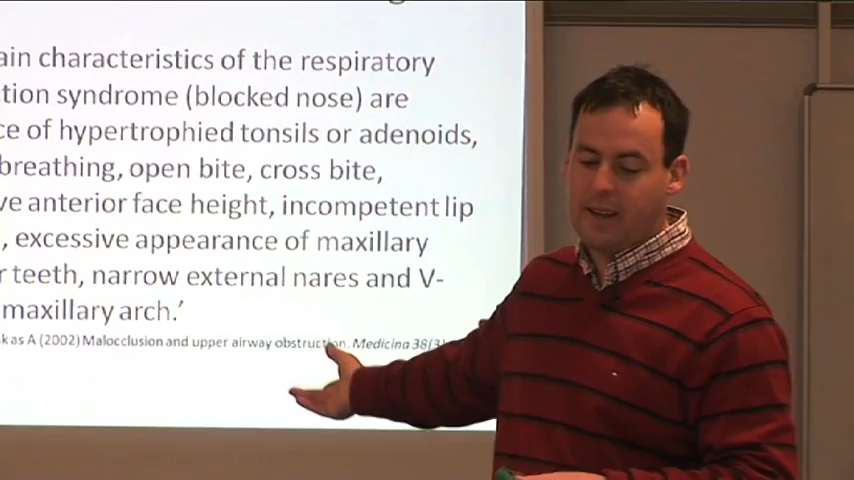 ain characteristics of the respiratory
tion syndrome (blocked nose) are
ce of hypertrophied tonsils or adenoids,
breathing, open bite, cross bite,
ve anterior face height, incompetent lip
, excessive appearance of maxillary
r teeth, narrow external nares and V-
maxillary arch.’
kas A (2002) Malocclusion and upper airway obstruction. Medicina 38(3)